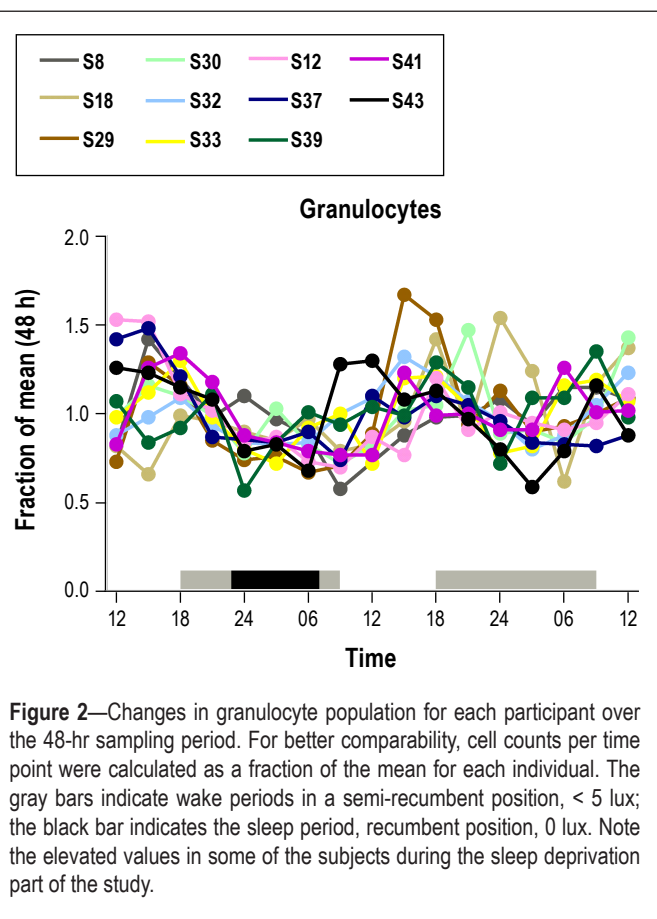 S8 S30 S12 S41
S18 S32 S37 S43
S29 S33 S39
Granulocytes
Fraction of mean (48 h)
2.0
1.5
1.0
0.5
0.0
12 18 24 06 12 18 24 06 12
Time
Figure 2—Changes in granulocyte population for each participant over
the 48-hr sampling period. For better comparability, cell counts per time
point were calculated as a fraction of the mean for each individual. The
gray bars indicate wake periods in a semi-recumbent position, < 5 lux;
the black bar indicates the sleep period, recumbent position, 0 lux. Note
the elevated values in some of the subjects during the sleep deprivation
part of the study.